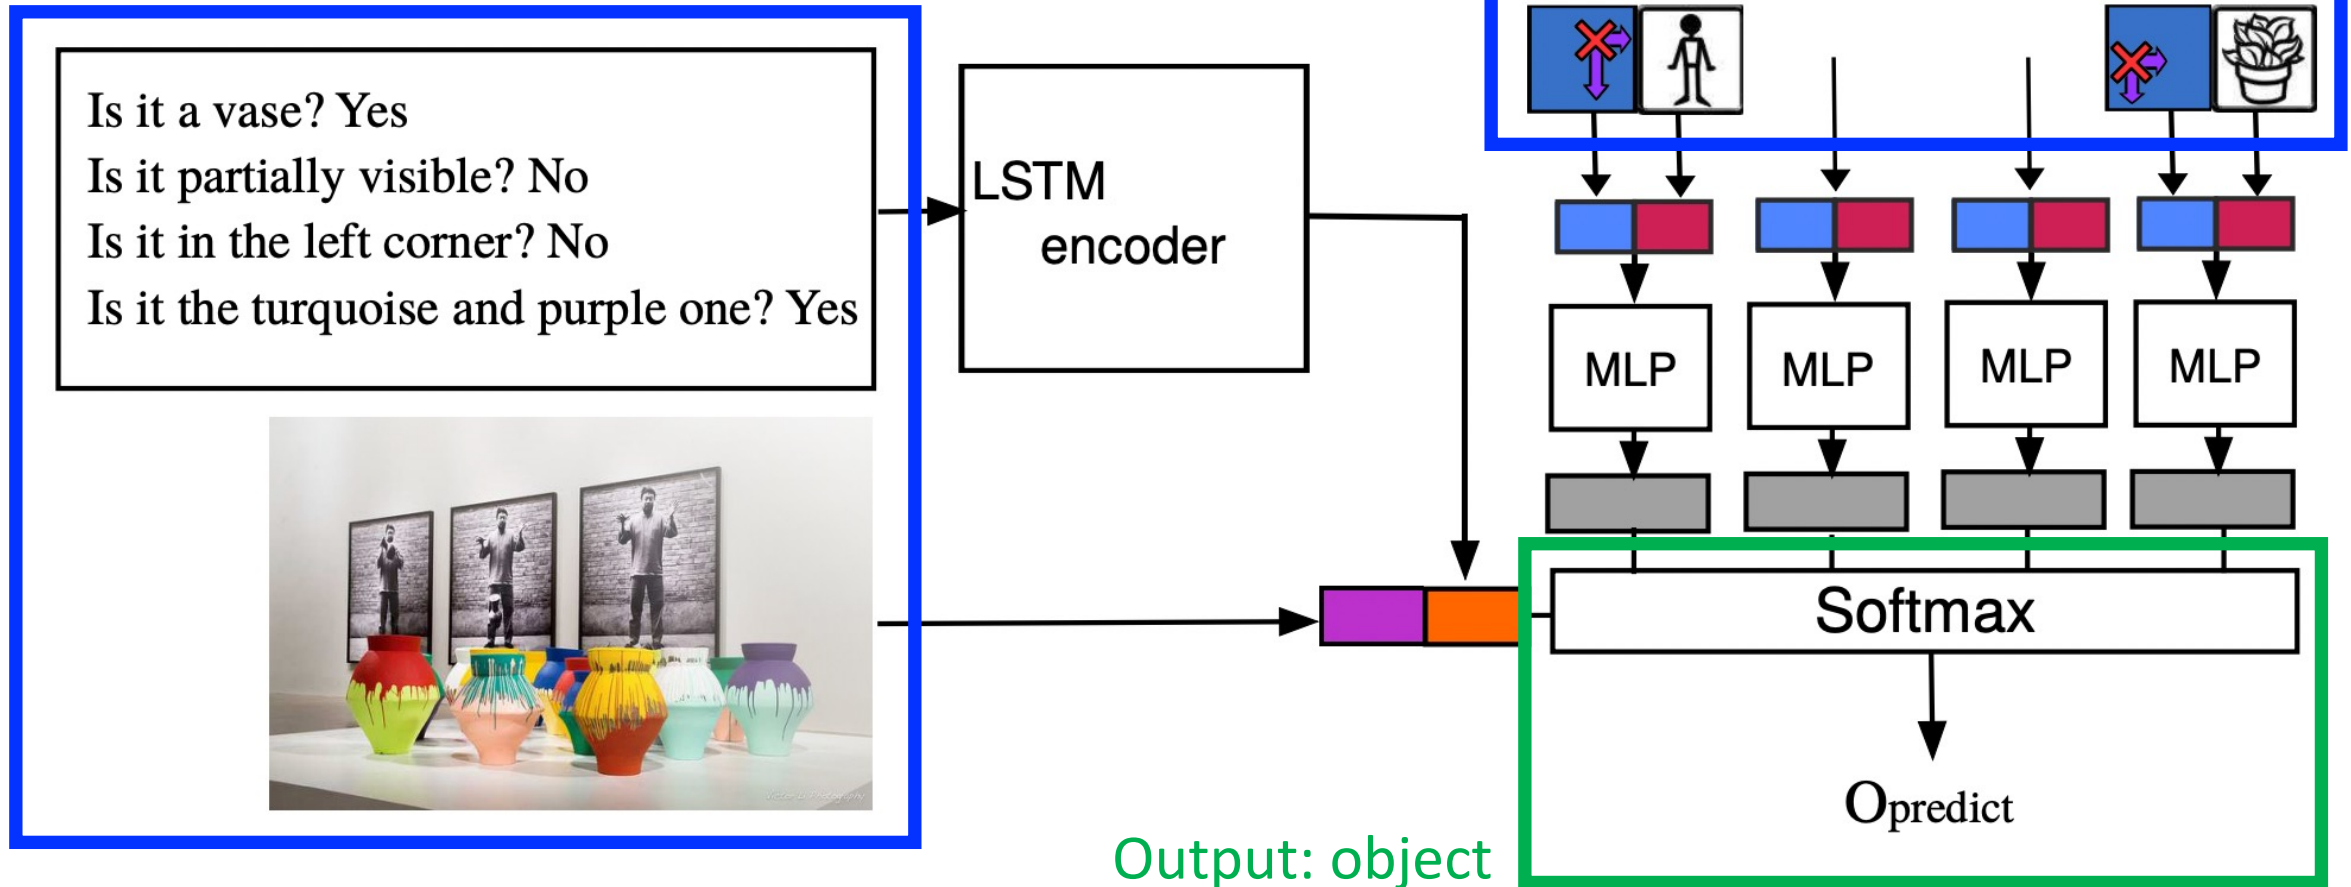 Is it a vase? Yes
Is it partially visible? No
Is it in the left corner? No
Is it the turquoise and purple one? Yes
LSTM
encoder
MLP
MLP
MLP
MLP
Softmax
Opredict
Output: object